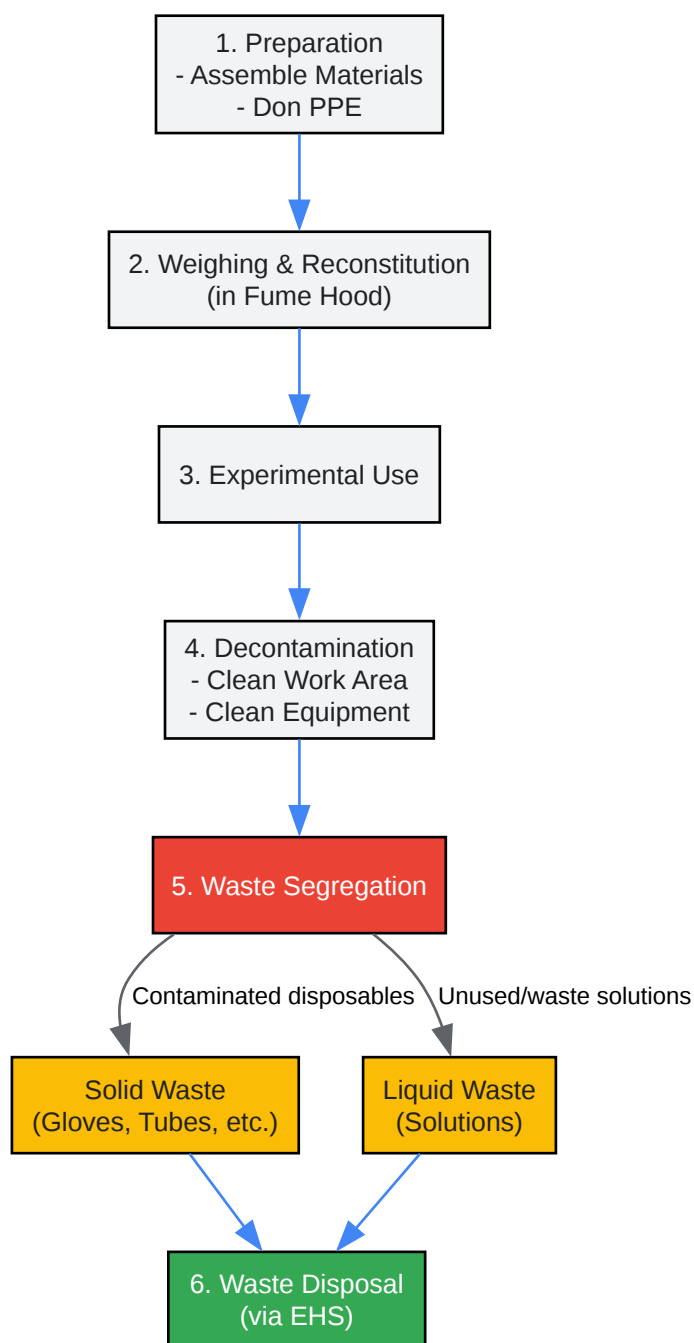 1. Preparation
- Assemble Materials
- Don PPE
2. Weighing & Reconstitution
(in Fume Hood)
3. Experimental Use
4. Decontamination
- Clean Work Area
- Clean Equipment
5. Waste Segregation
Contaminated disposables
Unused/waste solutions
Solid Waste
(Gloves, Tubes, etc.)
Liquid Waste
(Solutions)
6. Waste Disposal
(via EHS)